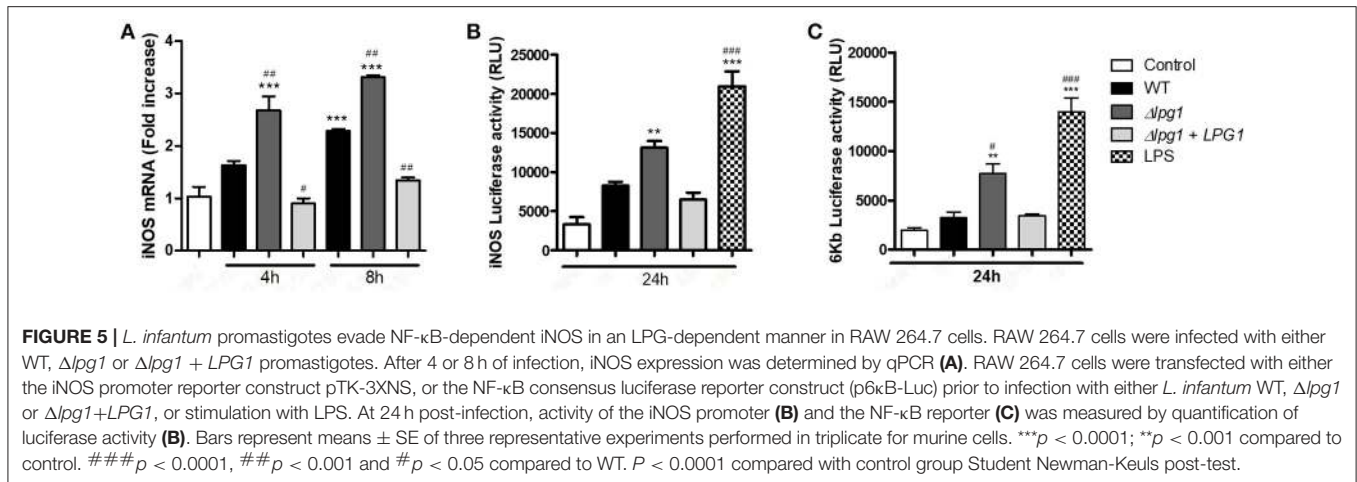 A
iNOS mRNA (Fold increase)
4
3
2
1
0
##
***
#
***
##
***
##
4h
8h
B
iNOS Luciferase activity (RLU)
25000
20000
15000
10000
5000
0
**
###
***
24h
C
6Kb Luciferase activity (RLU)
20000
15000
10000
5000
0
#
**
###
***
24h
Control
WT
Δlpg1
Δlpg1 + LPG1
LPS
FIGURE 5 | L. infantum promastigotes evade NF-κB-dependent iNOS in an LPG-dependent manner in RAW 264.7 cells. RAW 264.7 cells were infected with either
WT, Δlpg1 or Δlpg1 + LPG1 promastigotes. After 4 or 8 h of infection, iNOS expression was determined by qPCR (A). RAW 264.7 cells were transfected with either
the iNOS promoter reporter construct pTK-3XNS, or the NF-κB consensus luciferase reporter construct (p6κB-Luc) prior to infection with either L. infantum WT, Δlpg1
or Δlpg1+LPG1, or stimulation with LPS. At 24 h post-infection, activity of the iNOS promoter (B) and the NF-κB reporter (C) was measured by quantification of
luciferase activity (B). Bars represent means ± SE of three representative experiments performed in triplicate for murine cells. ***p < 0.0001; **p < 0.001 compared to
control. ###p < 0.0001, ##p < 0.001 and #p < 0.05 compared to WT. P < 0.0001 compared with control group Student Newman-Keuls post-test.